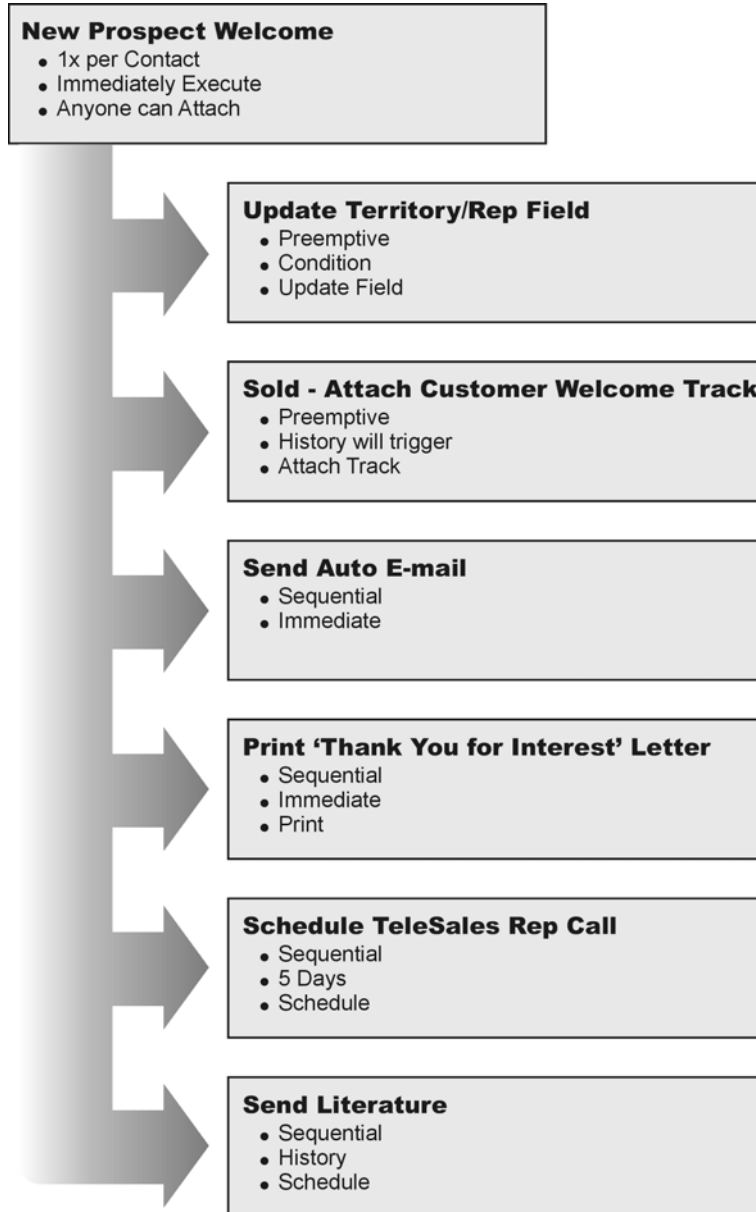 New Prospect Welcome
• 1x per Contact
• Immediately Execute
• Anyone can Attach
Update Territory/Rep Field
• Preemptive
• Condition
• Update Field
Sold - Attach Customer Welcome Track
• Preemptive
• History will trigger
• Attach Track
Send Auto E-mail
• Sequential
• Immediate
Print ‘Thank You for Interest’ Letter
• Sequential
• Immediate
• Print
Schedule TeleSales Rep Call
• Sequential
• 5 Days
• Schedule
Send Literature
• Sequential
• History
• Schedule